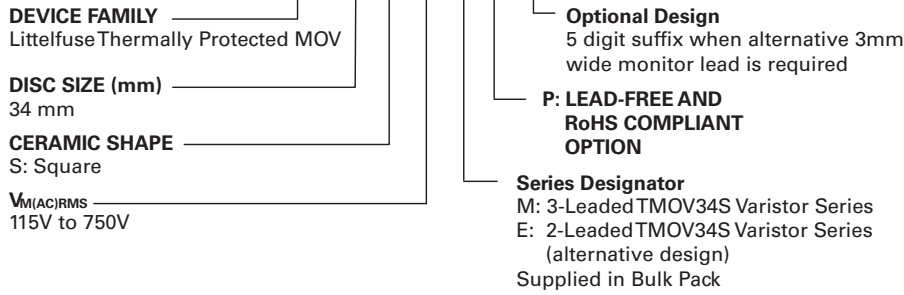 DEVICE FAMILY
Littelfuse Thermally Protected MOV
DISC SIZE (mm)
34 mm
CERAMIC SHAPE
S: Square
VM(AC)RMS
115V to 750V
Optional Design
5 digit suffix when alternative 3mm
wide monitor lead is required
P: LEAD-FREE AND
RoHS COMPLIANT
OPTION
Series Designator
M: 3-Leaded TMOV34S Varistor Series
E: 2-Leaded TMOV34S Varistor Series
(alternative design)
Supplied in Bulk Pack